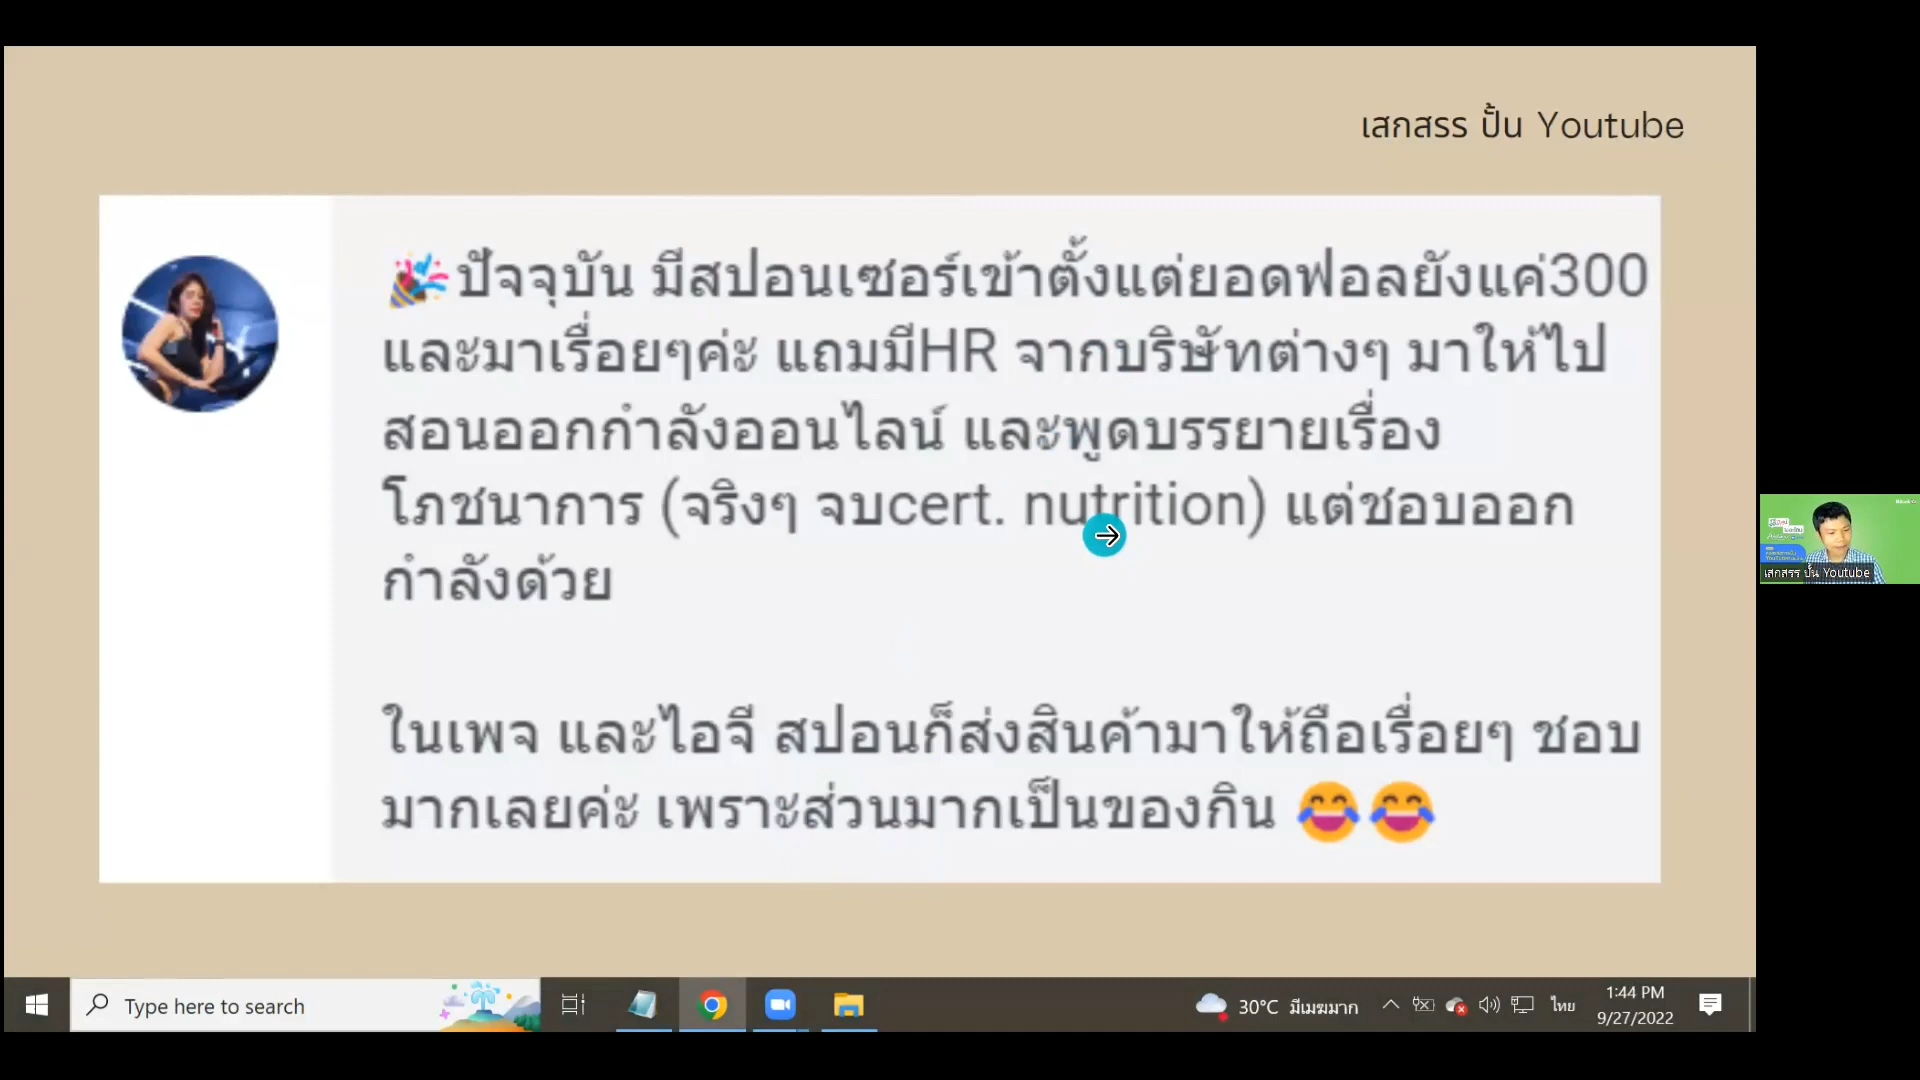 เสกสรร ปั้น Youtube
🎉ปัจจุบัน มีสปอนเซอร์เข้าตั้งแต่ยอดฟอลยังแค่300
และมาเรื่อยๆค่ะ แถมมีHR จากบริษัทต่างๆ มาให้ไป
สอนออกกำลังออนไลน์ และพูดบรรยายเรื่อง
โภชนาการ (จริงๆ จบcert. nutrition) แต่ชอบออก
กำลังด้วย
ในเพจ และไอจี สปอนก็ส่งสินค้ามาให้ถือเรื่อยๆ ชอบ
มากเลยค่ะ เพราะส่วนมากเป็นของกิน 😂😂
เสกสรร ปั้น Youtube
Type here to search
30°C มีเมฆมาก
ไทย
1:44 PM
9/27/2022